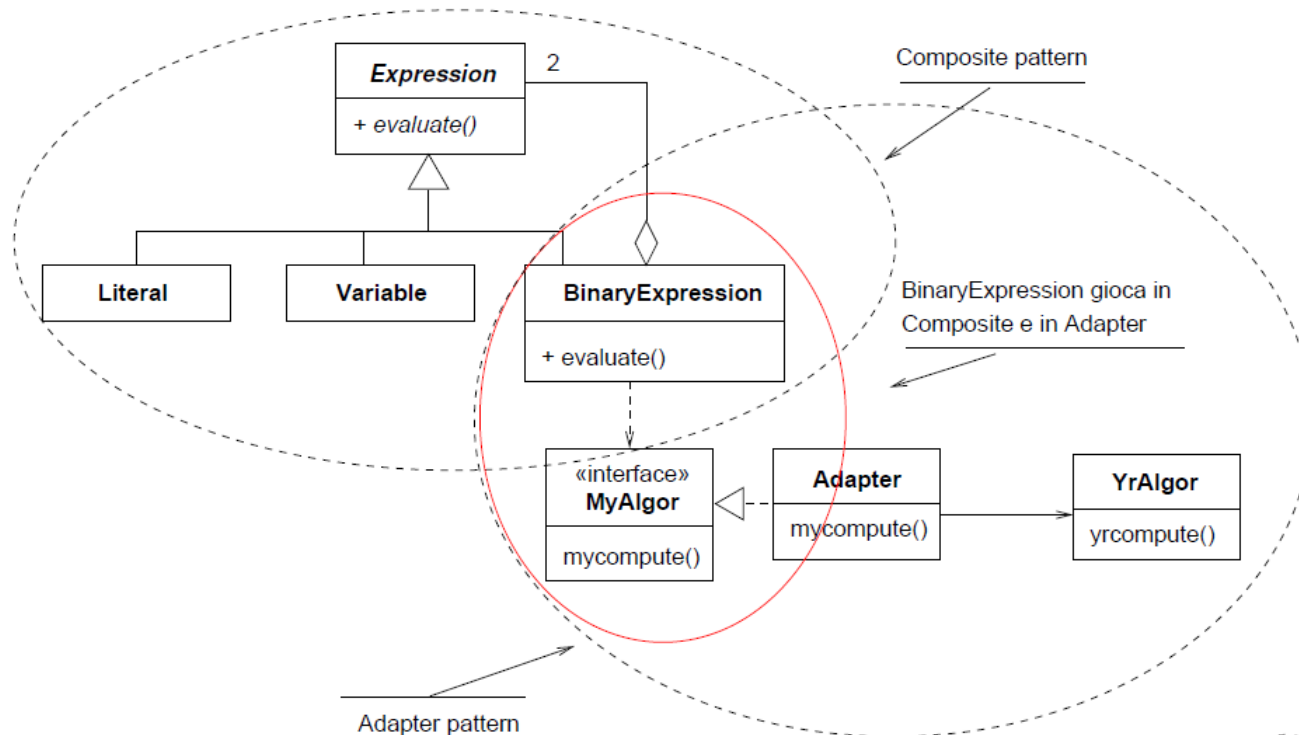 Expression
2
+ evaluate()
Composite pattern
Literal
Variable
BinaryExpression
+ evaluate()
BinaryExpression gioca in
Composite e in Adapter
«interface»
MyAlgor
mycompute()
Adapter
mycompute()
YrAlgor
yrcompute()
Adapter pattern